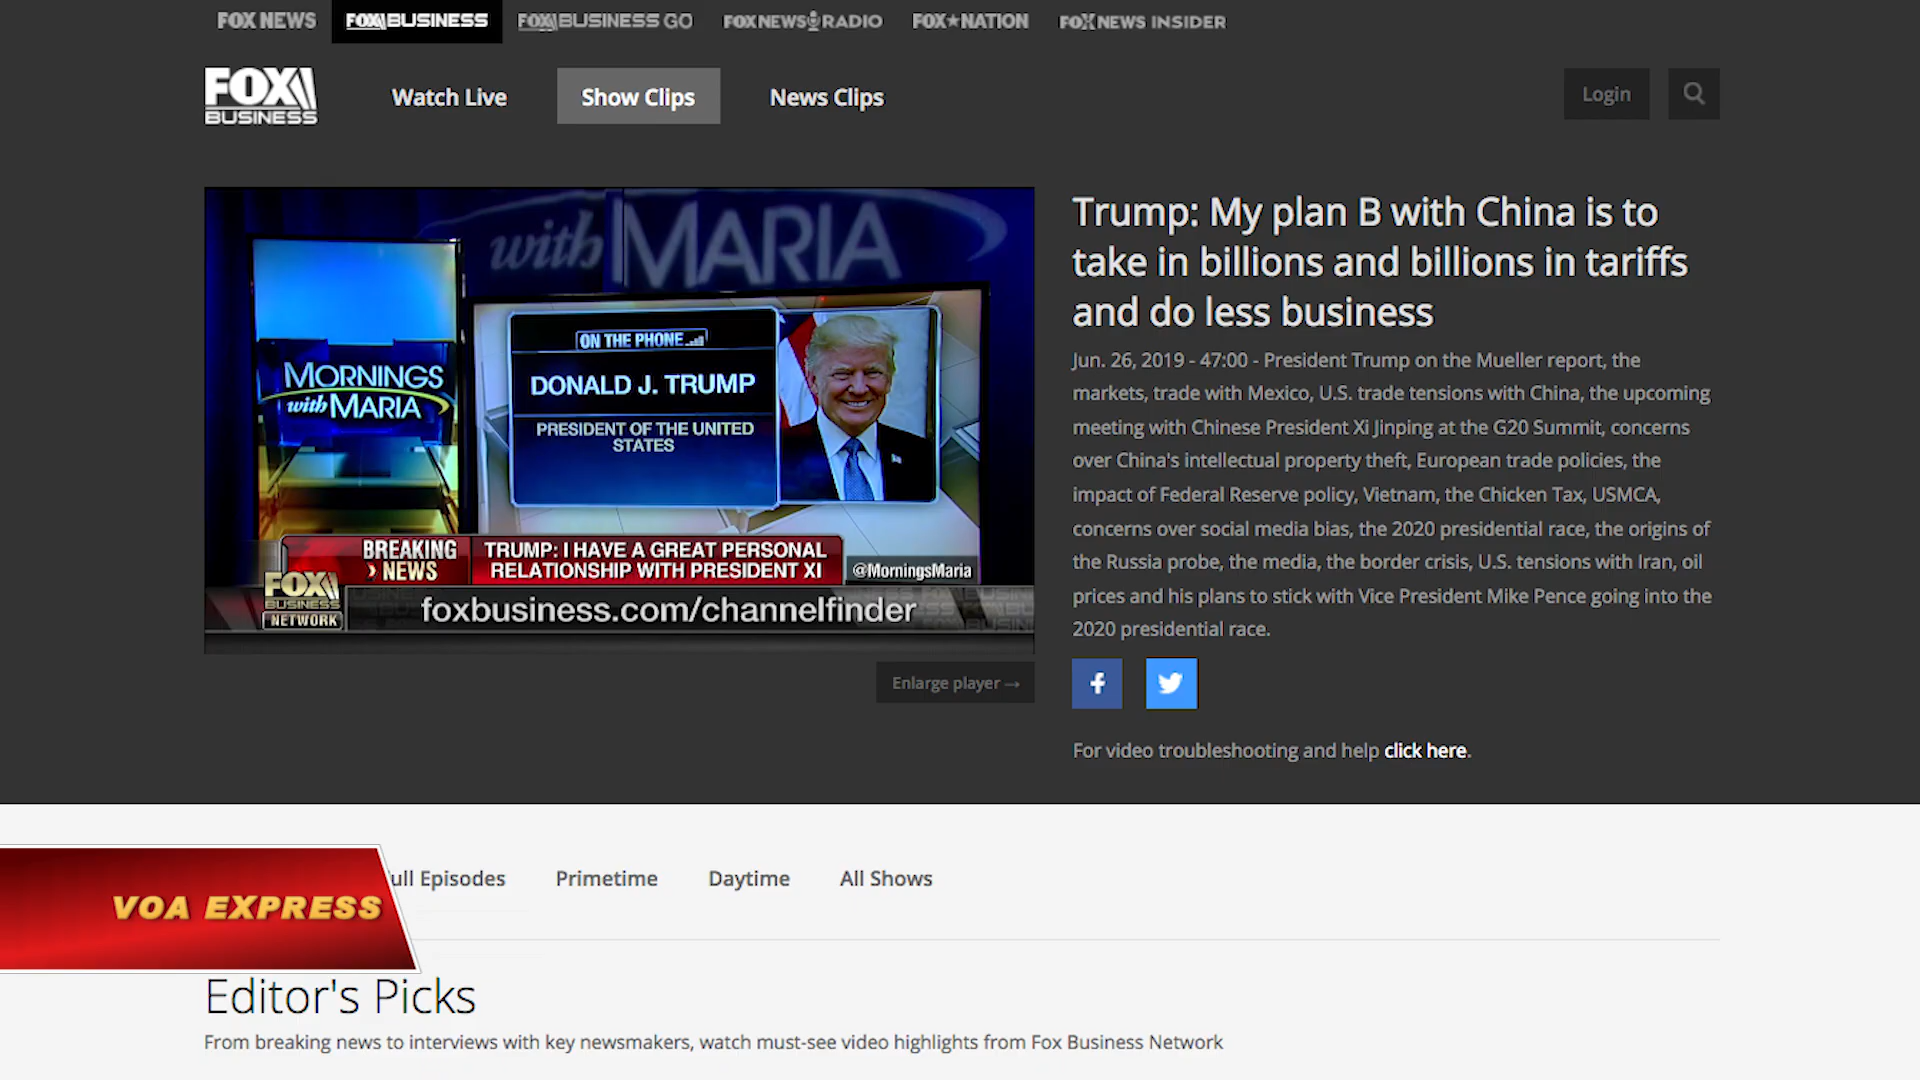 FOX NEWS
FOX BUSINESS
FOX BUSINESS GO
FOX NEWS RADIO
FOX NATION
FOX NEWS INSIDER
FOX
BUSINESS
Watch Live
Show Clips
News Clips
Login
with MARIA
ON THE PHONE
DONALD J. TRUMP
PRESIDENT OF THE UNITED
STATES
MORNINGS
with MARIA
BREAKING
› NEWS
TRUMP: I HAVE A GREAT PERSONAL
RELATIONSHIP WITH PRESIDENT XI
@MorningsMaria
FOX
BUSINESS
NETWORK
foxbusiness.com/channelfinder
Enlarge player →
Trump: My plan B with China is to
take in billions and billions in tariffs
and do less business
Jun. 26, 2019 - 47:00 - President Trump on the Mueller report, the
markets, trade with Mexico, U.S. trade tensions with China, the upcoming
meeting with Chinese President Xi Jinping at the G20 Summit, concerns
over China's intellectual property theft, European trade policies, the
impact of Federal Reserve policy, Vietnam, the Chicken Tax, USMCA,
concerns over social media bias, the 2020 presidential race, the origins of
the Russia probe, the media, the border crisis, U.S. tensions with Iran, oil
prices and his plans to stick with Vice President Mike Pence going into the
2020 presidential race.
For video troubleshooting and help click here.
ull Episodes
Primetime
Daytime
All Shows
VOA EXPRESS
Editor's Picks
From breaking news to interviews with key newsmakers, watch must-see video highlights from Fox Business Network